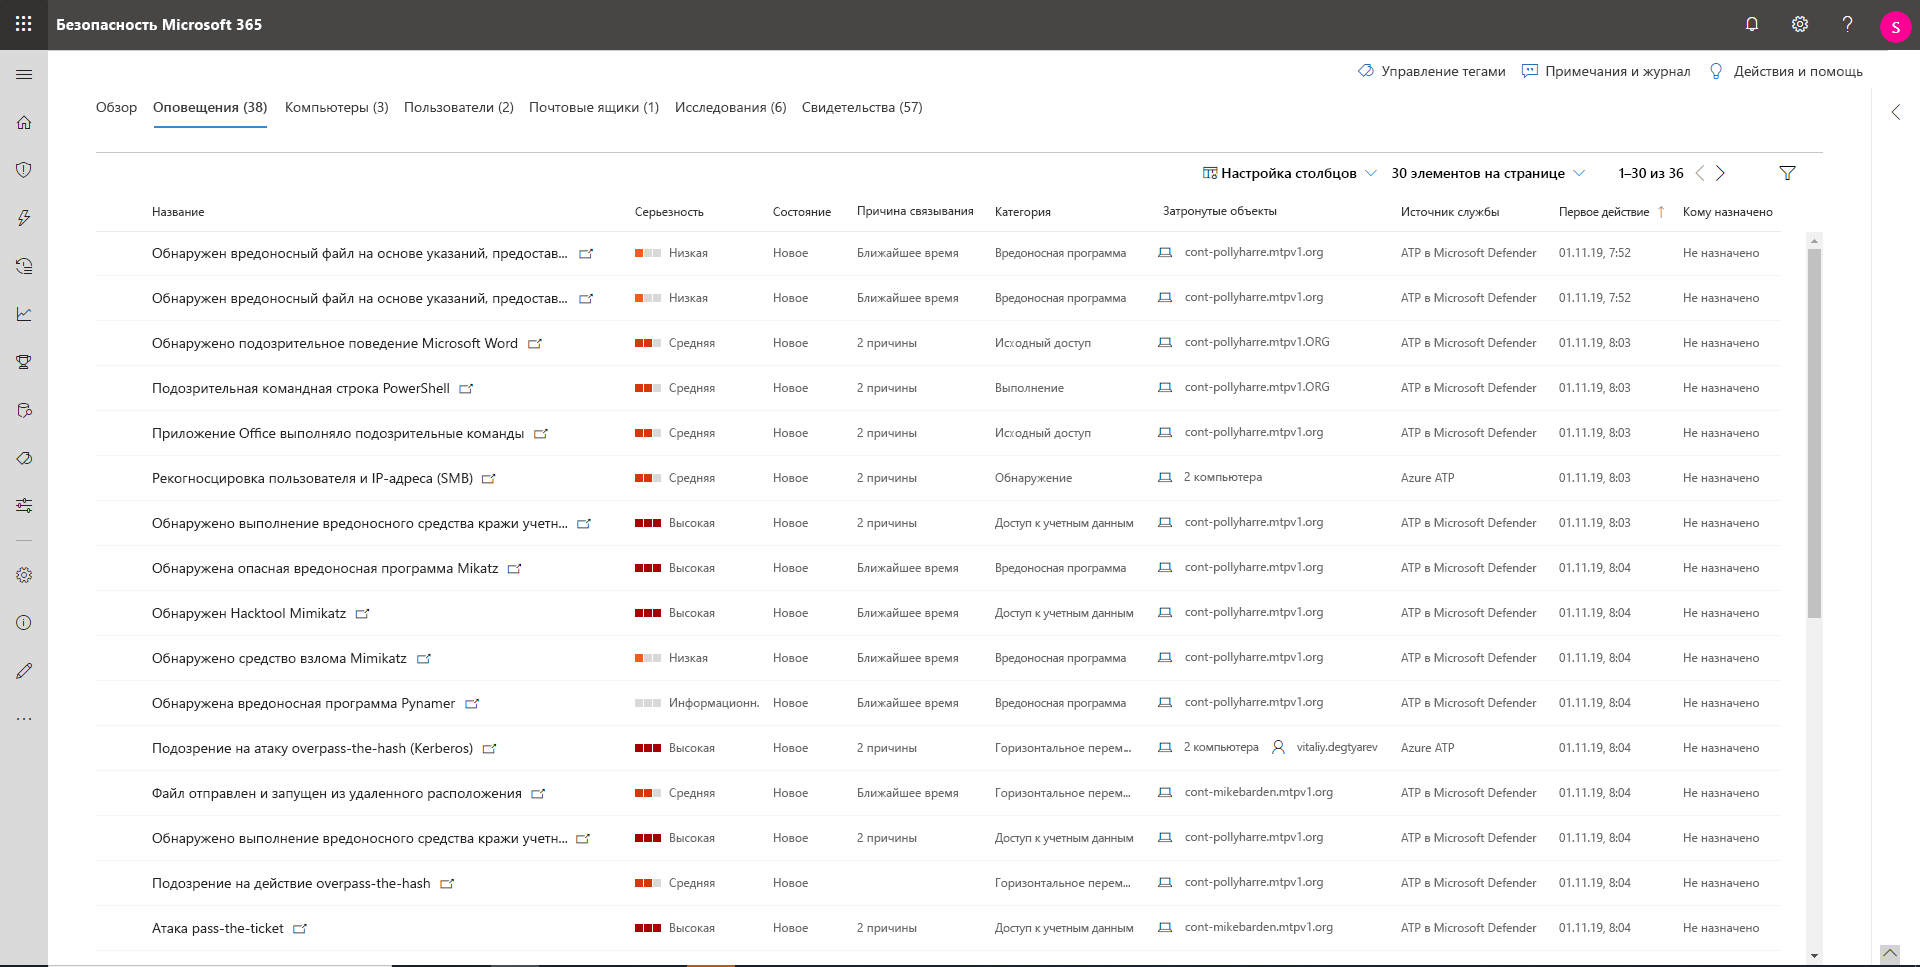 Безопасность Microsoft 365
S
Управление тегами Примечания и журнал Действия и помощь
Обзор Оповещения (38) Компьютеры (3) Пользователи (2) Почтовые ящики (1) Исследования (6) Свидетельства (57)
Настройка столбцов 30 элементов на странице 1–30 из 36
Название Серьезность Состояние Причина связывания Категория Затронутые объекты Источник службы Первое действие Кому назначено
Обнаружен вредоносный файл на основе указаний, предостав... Низкая Новое Ближайшее время Вредоносная программа cont-pollyharre.mtpv1.org ATP в Microsoft Defender 01.11.19, 7:52 Не назначено
Обнаружен вредоносный файл на основе указаний, предостав... Низкая Новое Ближайшее время Вредоносная программа cont-pollyharre.mtpv1.org ATP в Microsoft Defender 01.11.19, 7:52 Не назначено
Обнаружено подозрительное поведение Microsoft Word Средняя Новое 2 причины Исходный доступ cont-pollyharre.mtpv1.ORG ATP в Microsoft Defender 01.11.19, 8:03 Не назначено
Подозрительная командная строка PowerShell Средняя Новое 2 причины Выполнение cont-pollyharre.mtpv1.ORG ATP в Microsoft Defender 01.11.19, 8:03 Не назначено
Приложение Office выполняло подозрительные команды Средняя Новое 2 причины Исходный доступ cont-pollyharre.mtpv1.org ATP в Microsoft Defender 01.11.19, 8:03 Не назначено
Рекогносцировка пользователя и IP-адреса (SMB) Средняя Новое 2 причины Обнаружение 2 компьютера Azure ATP 01.11.19, 8:03 Не назначено
Обнаружено выполнение вредоносного средства кражи учетн... Высокая Новое 2 причины Доступ к учетным данным cont-pollyharre.mtpv1.org ATP в Microsoft Defender 01.11.19, 8:03 Не назначено
Обнаружена опасная вредоносная программа Mikatz Высокая Новое Ближайшее время Вредоносная программа cont-pollyharre.mtpv1.org ATP в Microsoft Defender 01.11.19, 8:04 Не назначено
Обнаружен Hacktool Mimikatz Высокая Новое Ближайшее время Доступ к учетным данным cont-pollyharre.mtpv1.org ATP в Microsoft Defender 01.11.19, 8:04 Не назначено
Обнаружено средство взлома Mimikatz Низкая Новое Ближайшее время Вредоносная программа cont-pollyharre.mtpv1.org ATP в Microsoft Defender 01.11.19, 8:04 Не назначено
Обнаружена вредоносная программа Pynamer Информационн. Новое Ближайшее время Вредоносная программа cont-pollyharre.mtpv1.org ATP в Microsoft Defender 01.11.19, 8:04 Не назначено
Подозрение на атаку overpass-the-hash (Kerberos) Высокая Новое 2 причины Горизонтальное перем... 2 компьютера vitaliy.degtyarev Azure ATP 01.11.19, 8:04 Не назначено
Файл отправлен и запущен из удаленного расположения Средняя Новое Ближайшее время Горизонтальное перем... cont-mikebarden.mtpv1.org ATP в Microsoft Defender 01.11.19, 8:04 Не назначено
Обнаружено выполнение вредоносного средства кражи учетн... Высокая Новое 2 причины Доступ к учетным данным cont-pollyharre.mtpv1.org ATP в Microsoft Defender 01.11.19, 8:04 Не назначено
Подозрение на действие overpass-the-hash Средняя Новое Горизонтальное перем... cont-pollyharre.mtpv1.org ATP в Microsoft Defender 01.11.19, 8:04 Не назначено
Атака pass-the-ticket Высокая Новое 2 причины Доступ к учетным данным cont-mikebarden.mtpv1.org ATP в Microsoft Defender 01.11.19, 8:04 Не назначено